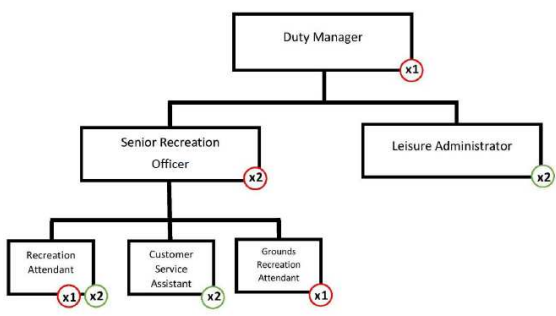 Duty Manager
x1
Senior Recreation
Officer
x2
Leisure Administrator
x2
Recreation
Attendant
x1 x2
Customer
Service
Assistant
x2
Grounds
Recreation
Attendant
x1